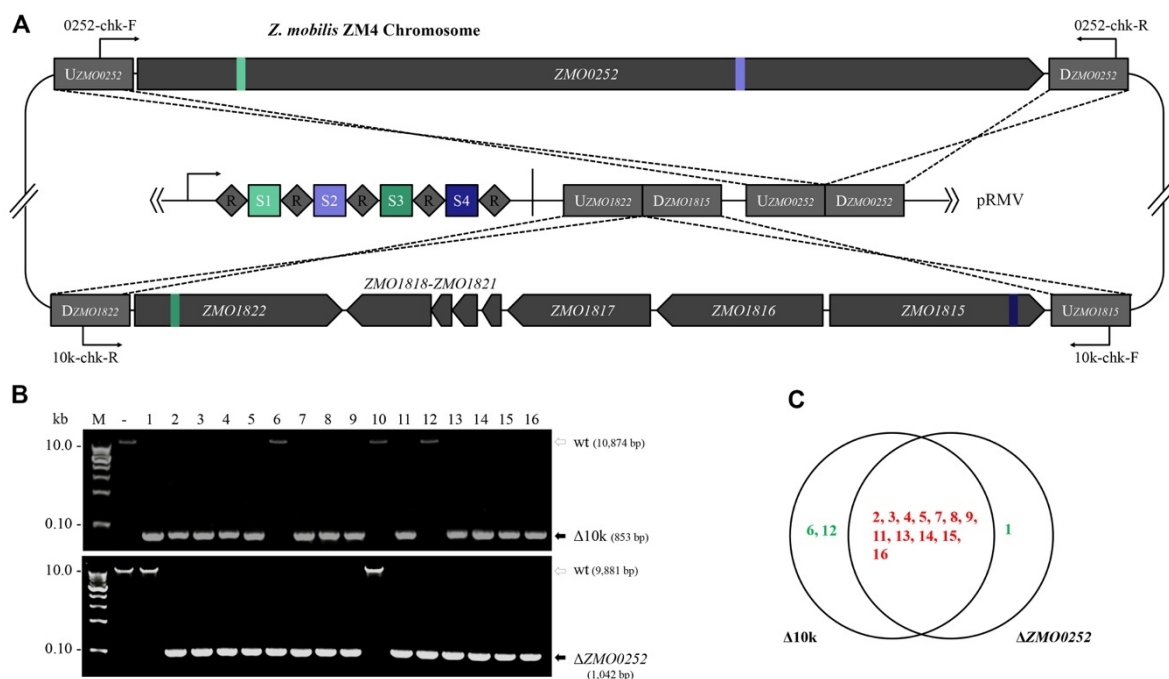 A
0252-chk-F
Z. mobilis ZM4 Chromosome
0252-chk-R
UZMO0252
ZMO0252
DZMO0252
R S1 R S2 R S3 R S4 R
UZMO1822 DZMO1815
UZMO0252 DZMO0252
pRMV
ZMO1818-ZMO1821
DZMO1822
ZMO1822
ZMO1817
ZMO1816
ZMO1815
UZMO1815
10k-chk-R
10k-chk-F
B
kb M - 1 2 3 4 5 6 7 8 9 10 11 12 13 14 15 16
10.0 -
wt (10,874 bp)
0.10 -
Δ10k (853 bp)
10.0 -
wt (9,881 bp)
0.10 -
ΔZMO0252
(1,042 bp)
C
6, 12
2, 3, 4, 5, 7, 8, 9,
11, 13, 14, 15,
16
1
Δ10k
ΔZMO0252